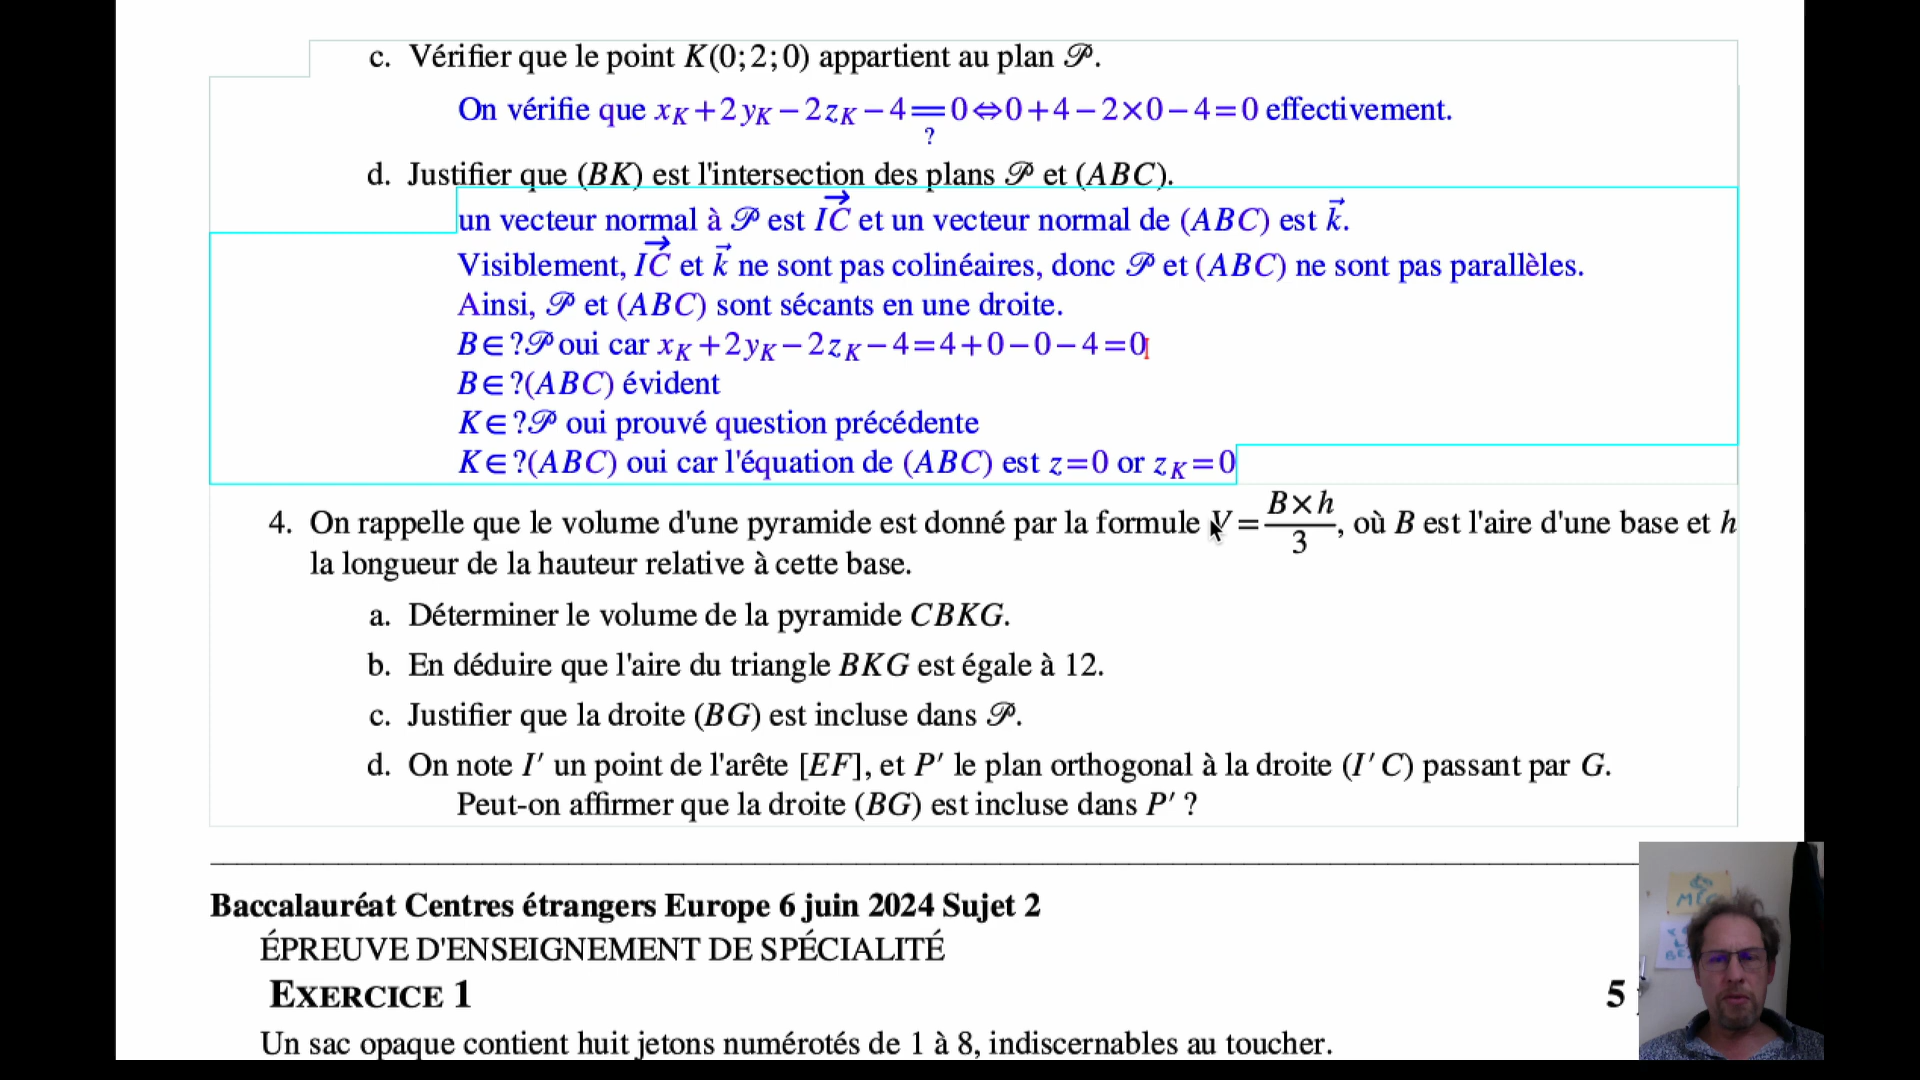 c. Vérifier que le point K(0;2;0) appartient au plan 𝒫.
On vérifie que x_K+2y_K−2z_K−4=0⇔0+4−2×0−4=0 effectivement.
?
d. Justifier que (BK) est l'intersection des plans 𝒫 et (ABC).
un vecteur normal à 𝒫 est IC⃗ et un vecteur normal de (ABC) est k⃗.
Visiblement, IC⃗ et k⃗ ne sont pas colinéaires, donc 𝒫 et (ABC) ne sont pas parallèles.
Ainsi, 𝒫 et (ABC) sont sécants en une droite.
B∈?𝒫 oui car x_K+2y_K−2z_K−4=4+0−0−4=0
B∈?(ABC) évident
K∈?𝒫 oui prouvé question précédente
K∈?(ABC) oui car l'équation de (ABC) est z=0 or z_K=0
4. On rappelle que le volume d'une pyramide est donné par la formule V=B×h/3, où B est l'aire d'une base et h
la longueur de la hauteur relative à cette base.
a. Déterminer le volume de la pyramide CBKG.
b. En déduire que l'aire du triangle BKG est égale à 12.
c. Justifier que la droite (BG) est incluse dans 𝒫.
d. On note I′ un point de l'arête [EF], et P′ le plan orthogonal à la droite (I′C) passant par G.
Peut-on affirmer que la droite (BG) est incluse dans P′ ?
Baccalauréat Centres étrangers Europe 6 juin 2024 Sujet 2
ÉPREUVE D'ENSEIGNEMENT DE SPÉCIALITÉ
EXERCICE 1 5
Un sac opaque contient huit jetons numérotés de 1 à 8, indiscernables au toucher.